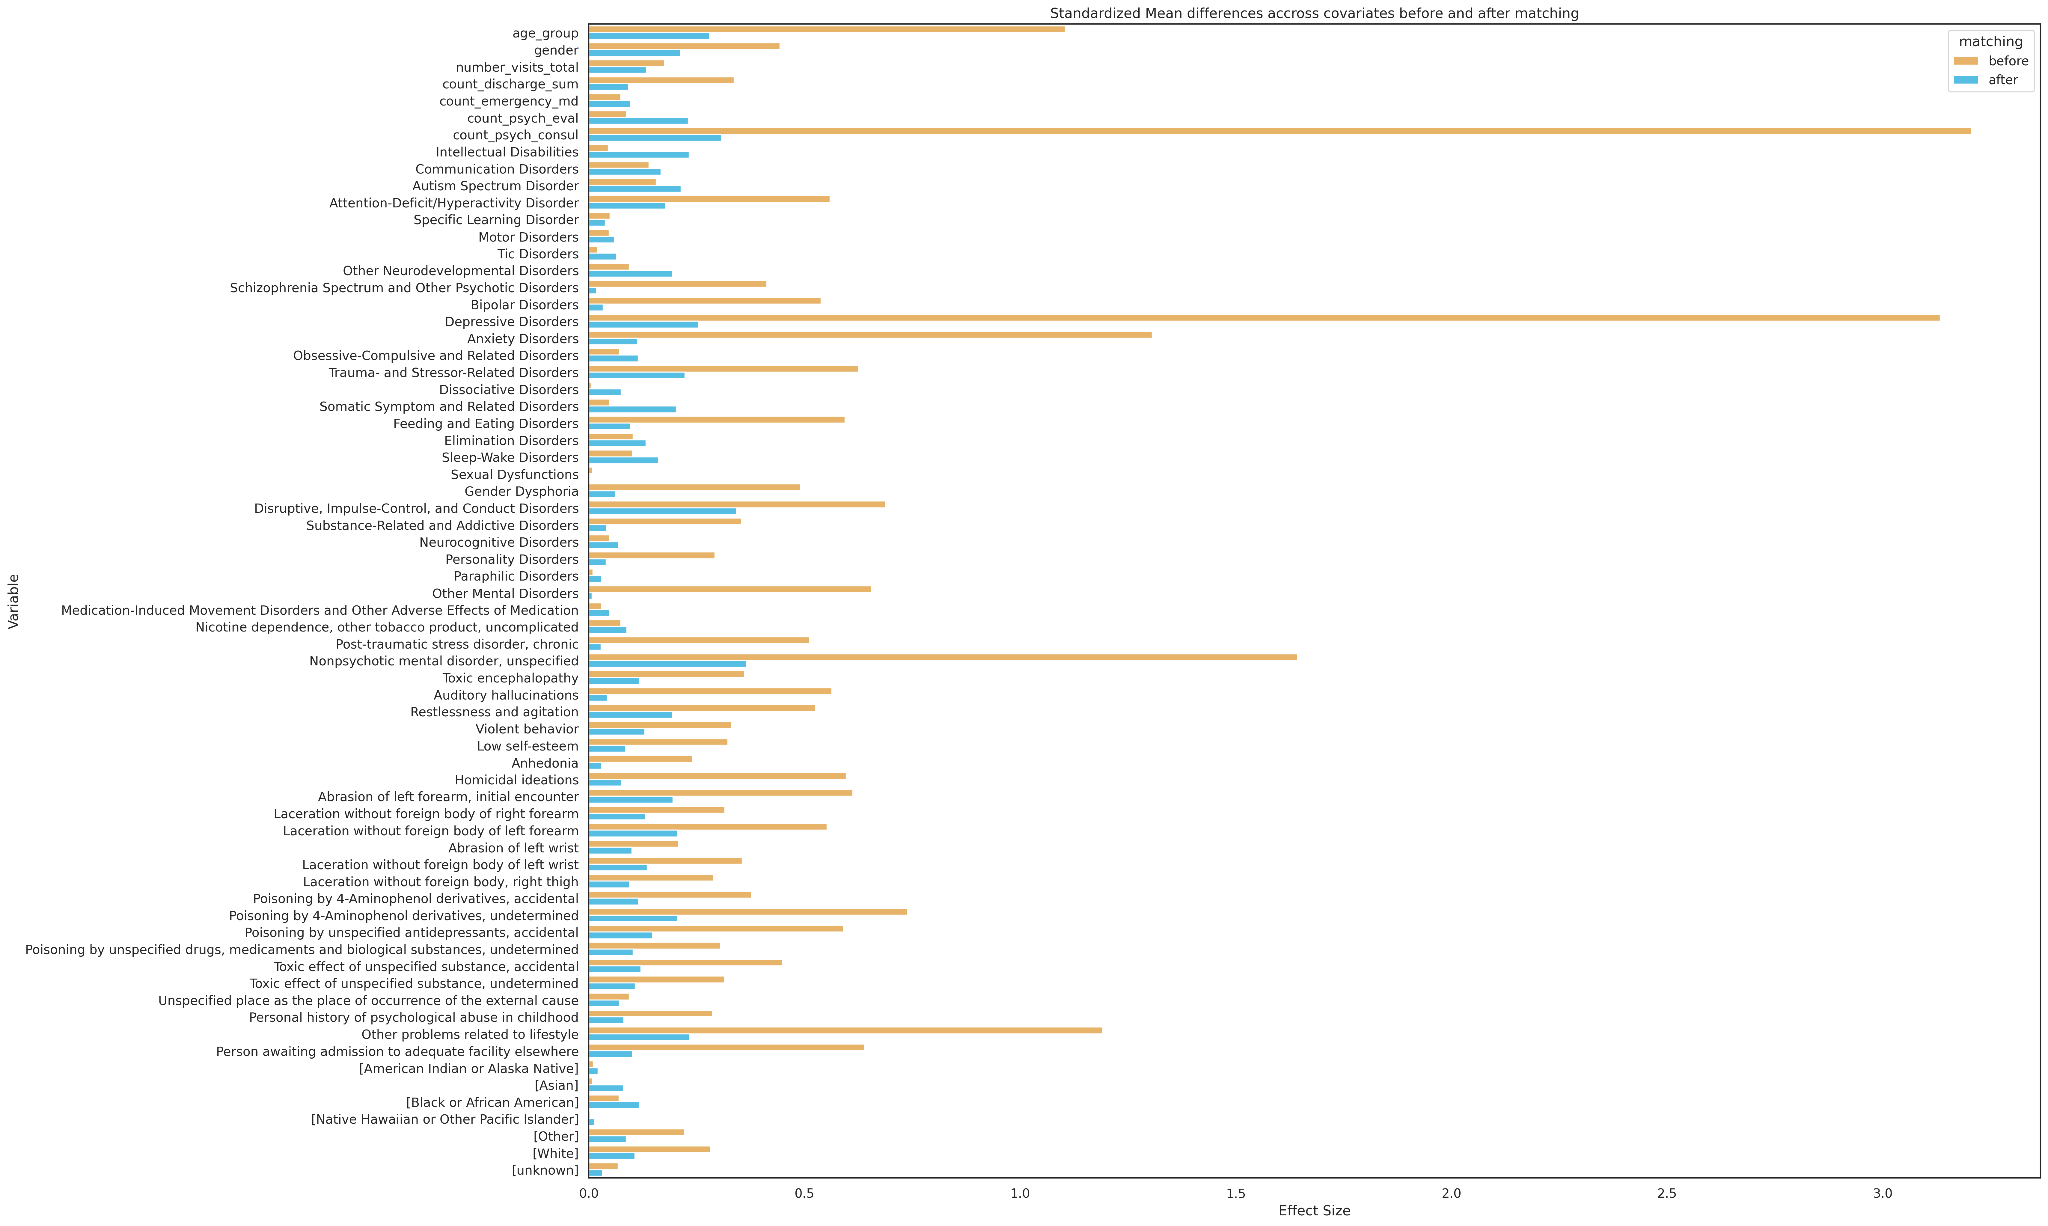 Standardized Mean differences accross covariates before and after matching
matching
before
after
Variable
age_group
gender
number_visits_total
count_discharge_sum
count_emergency_md
count_psych_eval
count_psych_consul
Intellectual Disabilities
Communication Disorders
Autism Spectrum Disorder
Attention-Deficit/Hyperactivity Disorder
Specific Learning Disorder
Motor Disorders
Tic Disorders
Other Neurodevelopmental Disorders
Schizophrenia Spectrum and Other Psychotic Disorders
Bipolar Disorders
Depressive Disorders
Anxiety Disorders
Obsessive-Compulsive and Related Disorders
Trauma- and Stressor-Related Disorders
Dissociative Disorders
Somatic Symptom and Related Disorders
Feeding and Eating Disorders
Elimination Disorders
Sleep-Wake Disorders
Sexual Dysfunctions
Gender Dysphoria
Disruptive, Impulse-Control, and Conduct Disorders
Substance-Related and Addictive Disorders
Neurocognitive Disorders
Personality Disorders
Paraphilic Disorders
Other Mental Disorders
Medication-Induced Movement Disorders and Other Adverse Effects of Medication
Nicotine dependence, other tobacco product, uncomplicated
Post-traumatic stress disorder, chronic
Nonpsychotic mental disorder, unspecified
Toxic encephalopathy
Auditory hallucinations
Restlessness and agitation
Violent behavior
Low self-esteem
Anhedonia
Homicidal ideations
Abrasion of left forearm, initial encounter
Laceration without foreign body of right forearm
Laceration without foreign body of left forearm
Abrasion of left wrist
Laceration without foreign body of left wrist
Laceration without foreign body, right thigh
Poisoning by 4-Aminophenol derivatives, accidental
Poisoning by 4-Aminophenol derivatives, undetermined
Poisoning by unspecified antidepressants, accidental
Poisoning by unspecified drugs, medicaments and biological substances, undetermined
Toxic effect of unspecified substance, accidental
Toxic effect of unspecified substance, undetermined
Unspecified place as the place of occurrence of the external cause
Personal history of psychological abuse in childhood
Other problems related to lifestyle
Person awaiting admission to adequate facility elsewhere
[American Indian or Alaska Native]
[Asian]
[Black or African American]
[Native Hawaiian or Other Pacific Islander]
[Other]
[White]
[unknown]
0.0 0.5 1.0 1.5 2.0 2.5 3.0
Effect Size